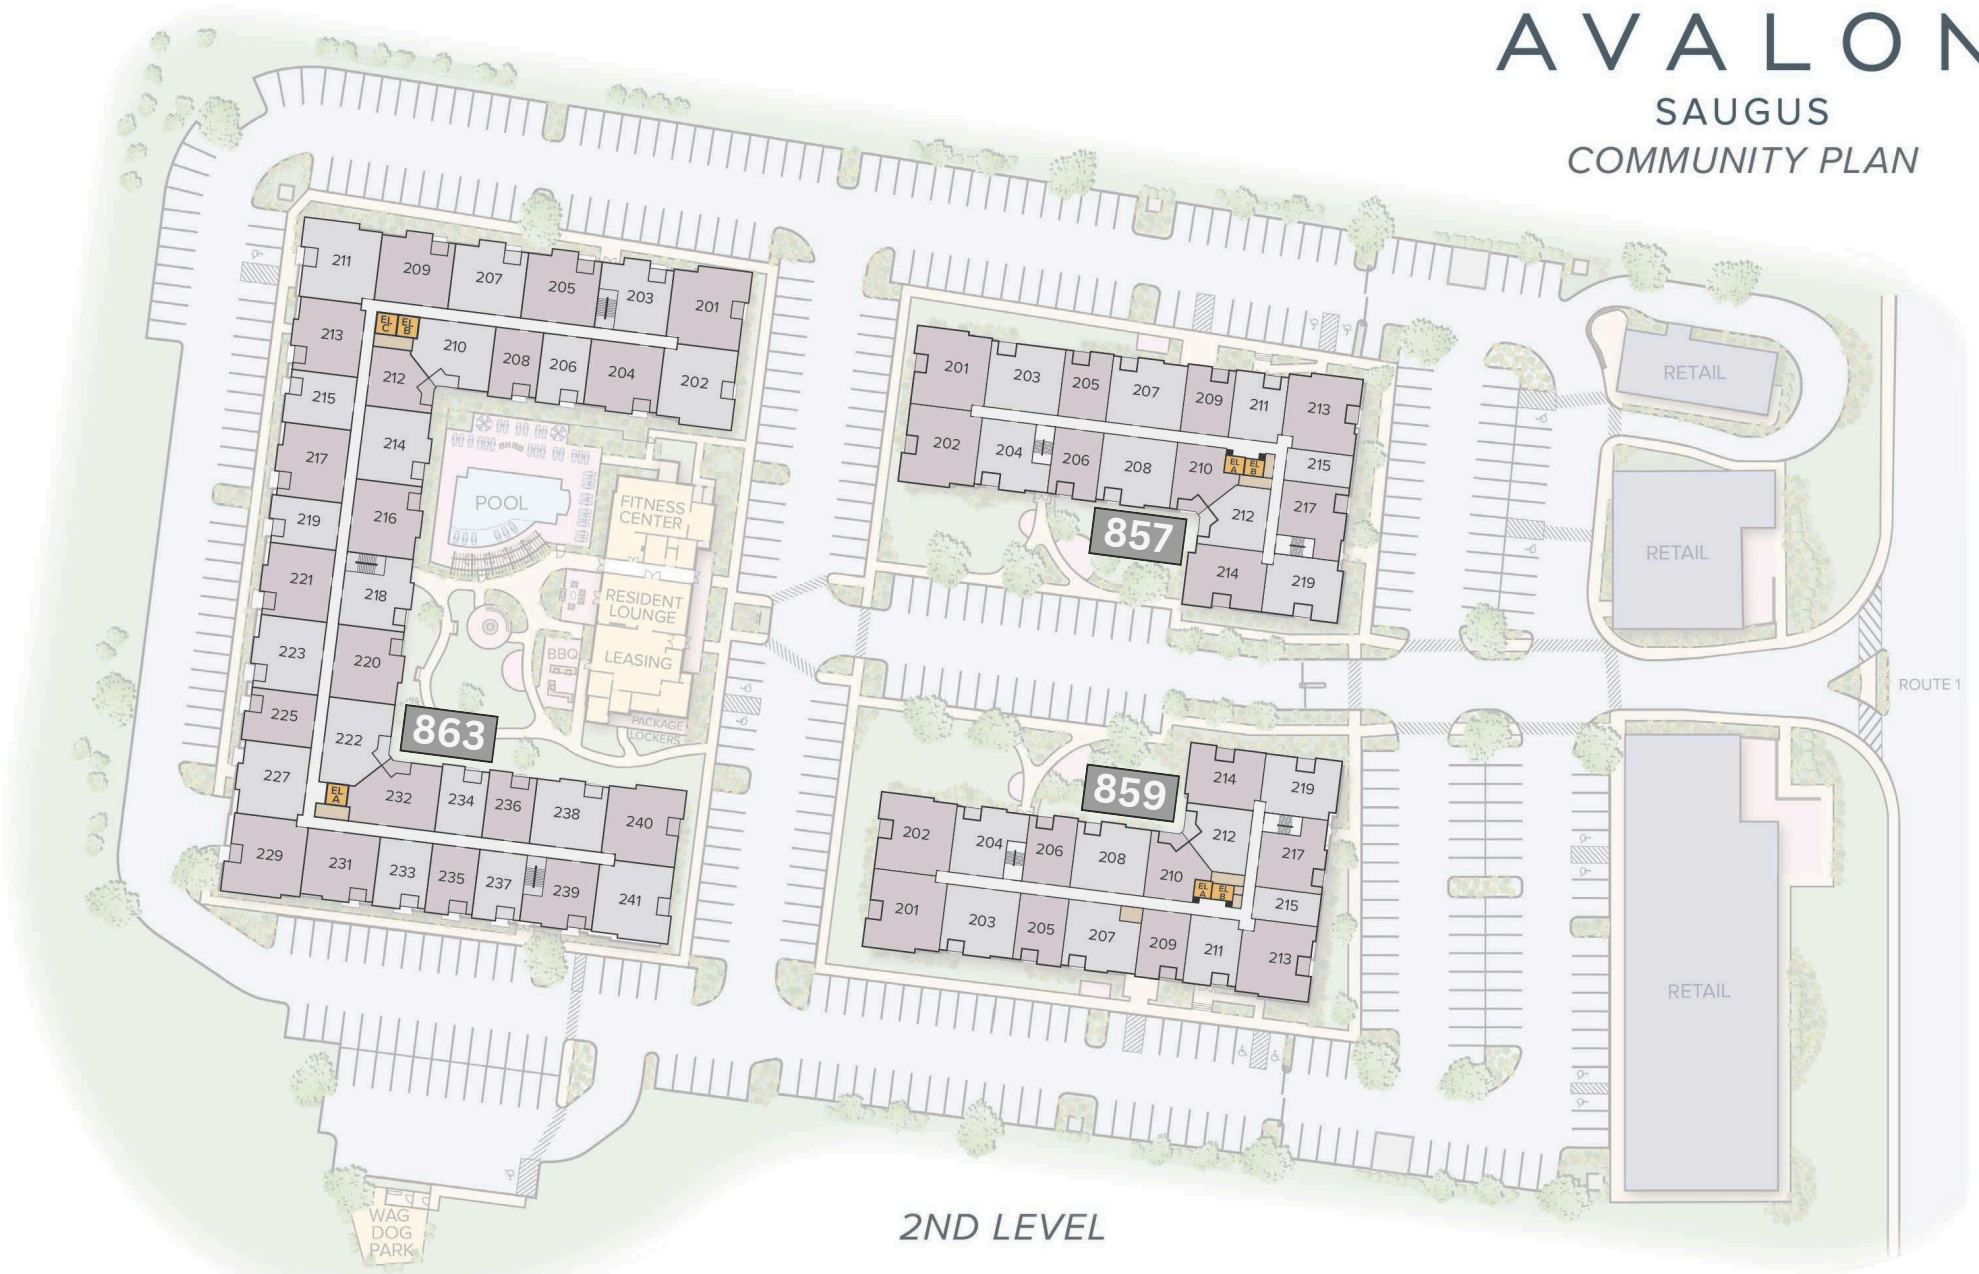 AVALON
SAUGUS
COMMUNITY PLAN
211
209
207
205
203
201
213
EL
C
EL
B
210
208
206
204
202
212
215
214
217
216
219
221
218
223
220
225
222
227
EL
A
232
234
236
238
240
229
231
233
235
237
239
241
863
POOL
FITNESS
CENTER
RESIDENT
LOUNGE
BBQ
LEASING
PACKAGE
LOCKERS
201
203
205
207
209
211
213
202
204
206
208
210
EL
A
EL
B
215
212
217
214
219
857
859
214
219
212
217
202
204
206
208
210
EL
A
EL
B
215
201
203
205
207
209
211
213
RETAIL
RETAIL
RETAIL
ROUTE 1
WAG
DOG
PARK
2ND LEVEL